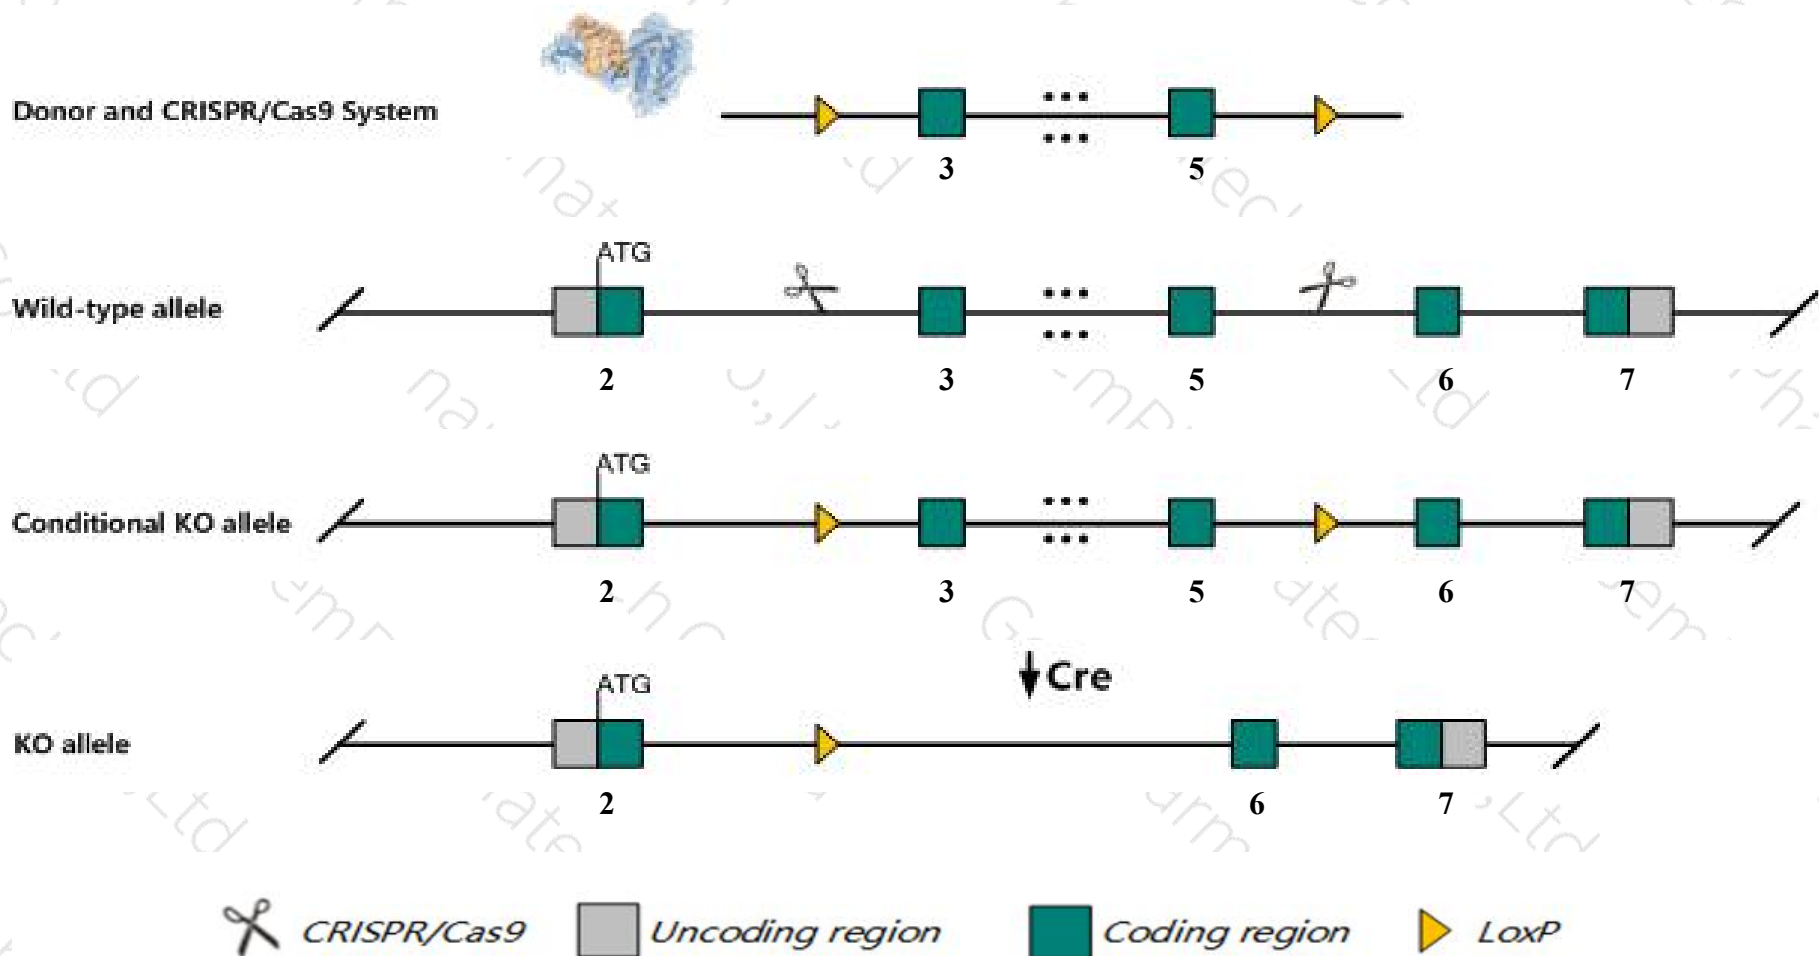 Donor and CRISPR/Cas9 System
3 5
ATG
Wild-type allele
2 3 5 6 7
ATG
Conditional KO allele
2 3 5 6 7
Cre
ATG
KO allele
2 6 7
CRISPR/Cas9 Uncoding region Coding region LoxP